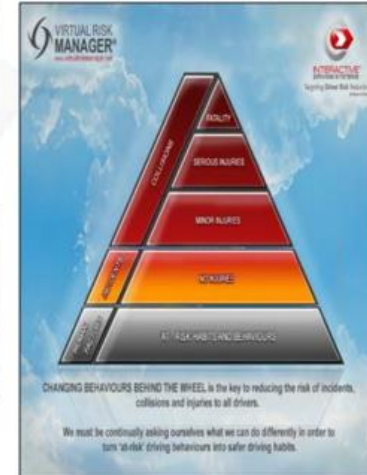 VIRTUAL RISK
MANAGER®
INTERACTIVE
COLLISIONS
FATALITY
SERIOUS INJURIES
MINOR INJURIES
INCIDENTS
NO INJURIES
AT-RISK HABITS AND BEHAVIOURS
CHANGING BEHAVIOURS BEHIND THE WHEEL is the key to reducing the risk of incidents,
collisions and injuries to all drivers.
We must be continually asking ourselves what we can do differently in order to
turn 'at-risk' driving behaviours into safer driving habits.